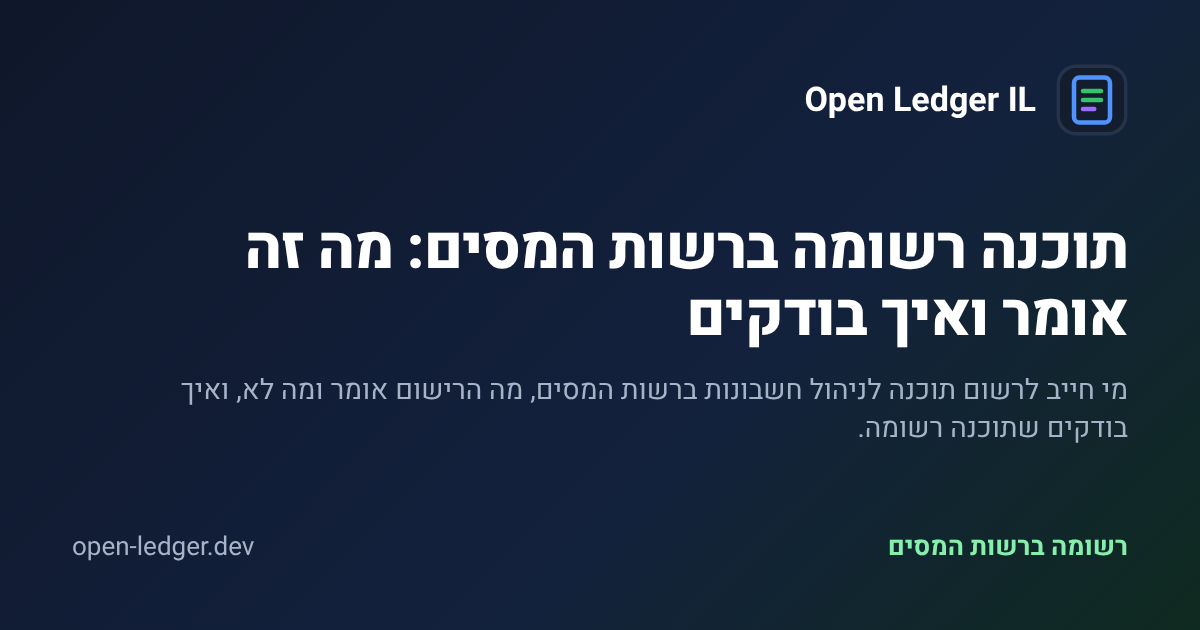 Open Ledger IL
תוכנה רשומה ברשות המסים: מה זה
אומר ואיך בודקים
מי חייב לרשום תוכנה לניהול חשבונות ברשות המסים, מה הרישום אומר ומה לא, ואיך
בודקים שתוכנה רשומה.
רשומה ברשות המסים
open-ledger.dev